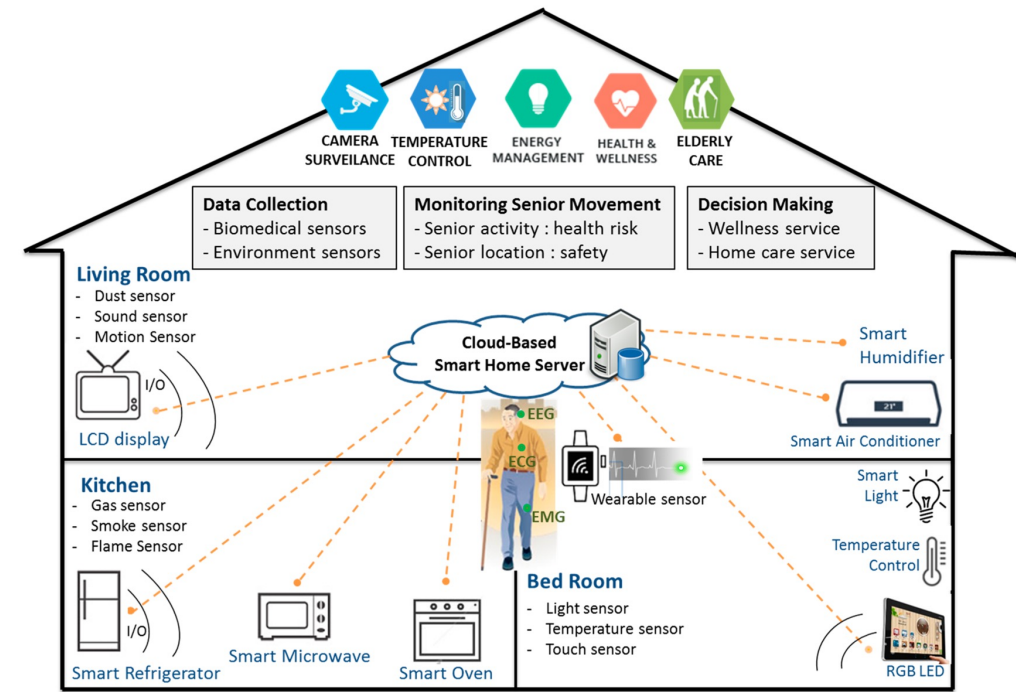 CAMERA
SURVEILANCE
TEMPERATURE
CONTROL
ENERGY
MANAGEMENT
HEALTH &
WELLNESS
ELDERLY
CARE
Data Collection
- Biomedical sensors
- Environment sensors
Monitoring Senior Movement
- Senior activity : health risk
- Senior location : safety
Decision Making
- Wellness service
- Home care service
Living Room
- Dust sensor
- Sound sensor
- Motion Sensor
I/O
LCD display
Cloud-Based
Smart Home Server
Smart
Humidifier
21°
Smart Air Conditioner
EEG
ECG
EMG
Wearable sensor
Kitchen
- Gas sensor
- Smoke sensor
- Flame Sensor
I/O
Smart Refrigerator
Smart Microwave
Smart Oven
Bed Room
- Light sensor
- Temperature sensor
- Touch sensor
Smart
Light
Temperature
Control
RGB LED